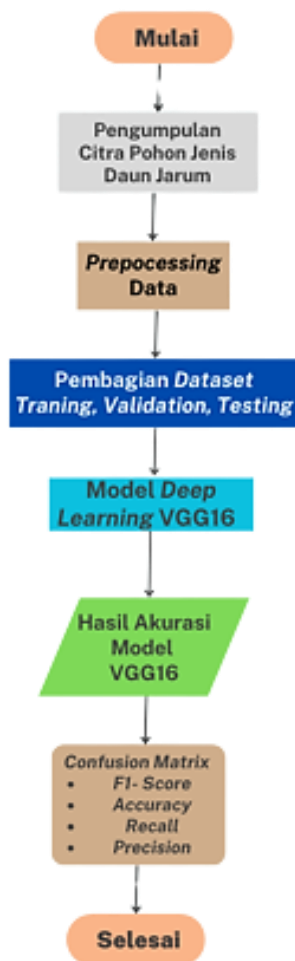 Mulai
Pengumpulan
Citra Pohon Jenis
Daun Jarum
Prepocessing
Data
Pembagian Dataset
Traning, Validation, Testing
Model Deep
Learning VGG16
Hasil Akurasi
Model
VGG16
Confusion Matrix
• F1- Score
• Accuracy
• Recall
• Precision
Selesai